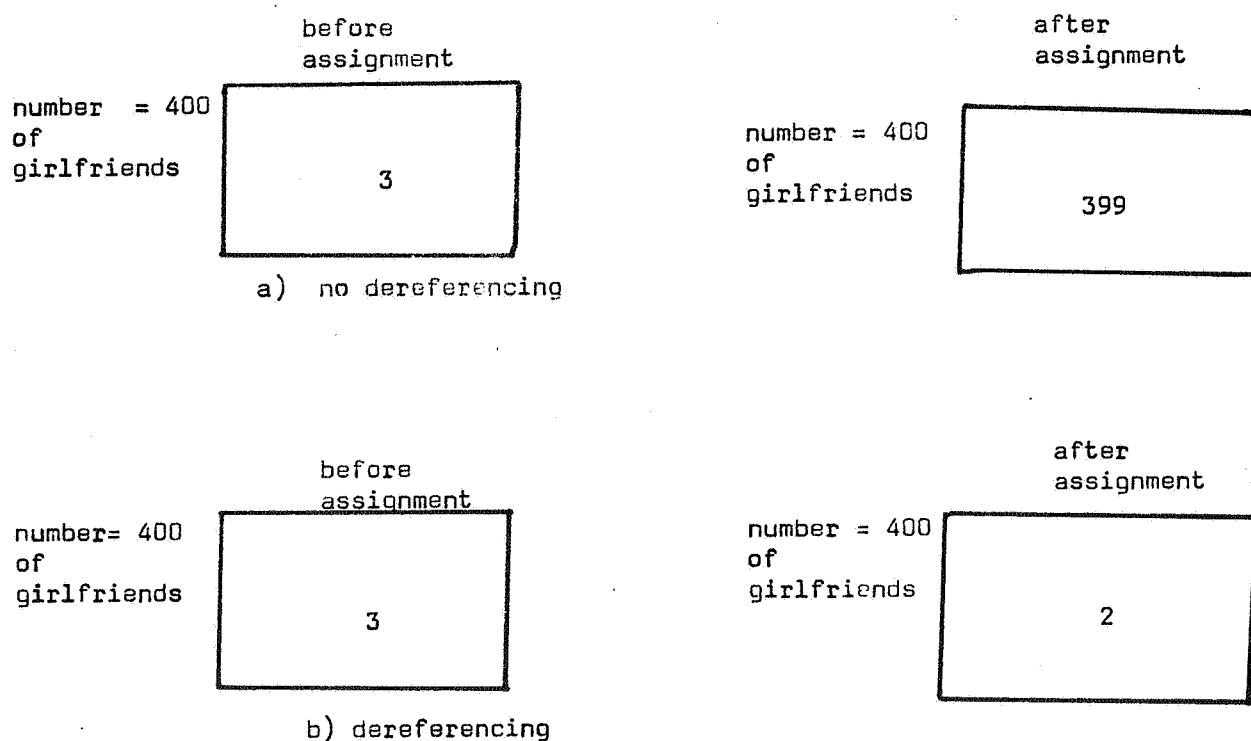 before
assignment
number = 400
of
girlfriends
3
after
assignment
number = 400
of
girlfriends
399
a) no dereferencing
before
assignment
number= 400
of
girlfriends
3
after
assignment
number = 400
of
girlfriends
2
b) dereferencing